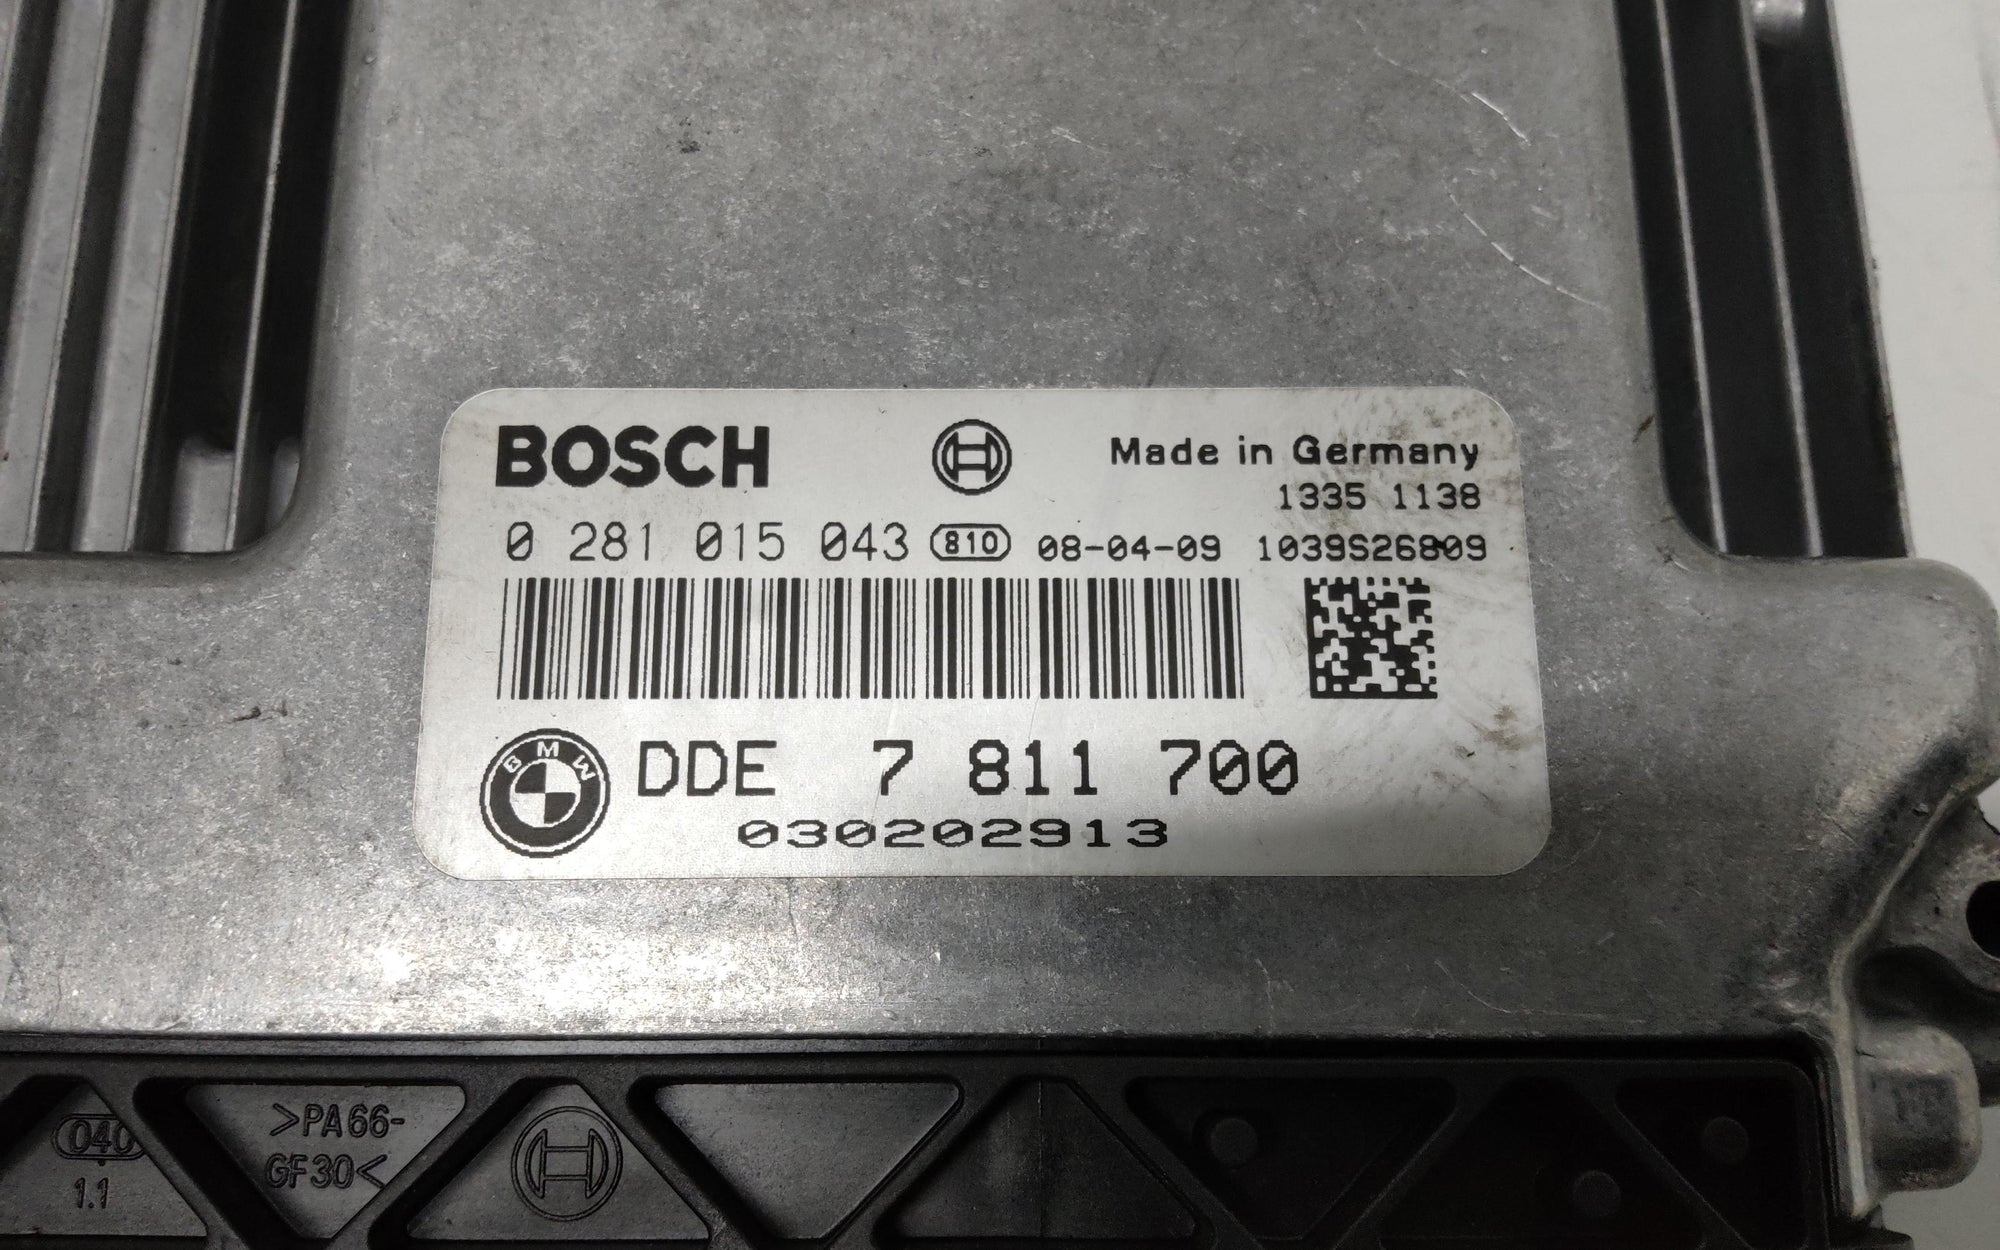 BOSCH Made in Germany
1335 1138
0 281 015 043 810 08-04-09 1039S26809
BMW DDE 7 811 700
030202913
040
1.1
>PA66-
GF30<